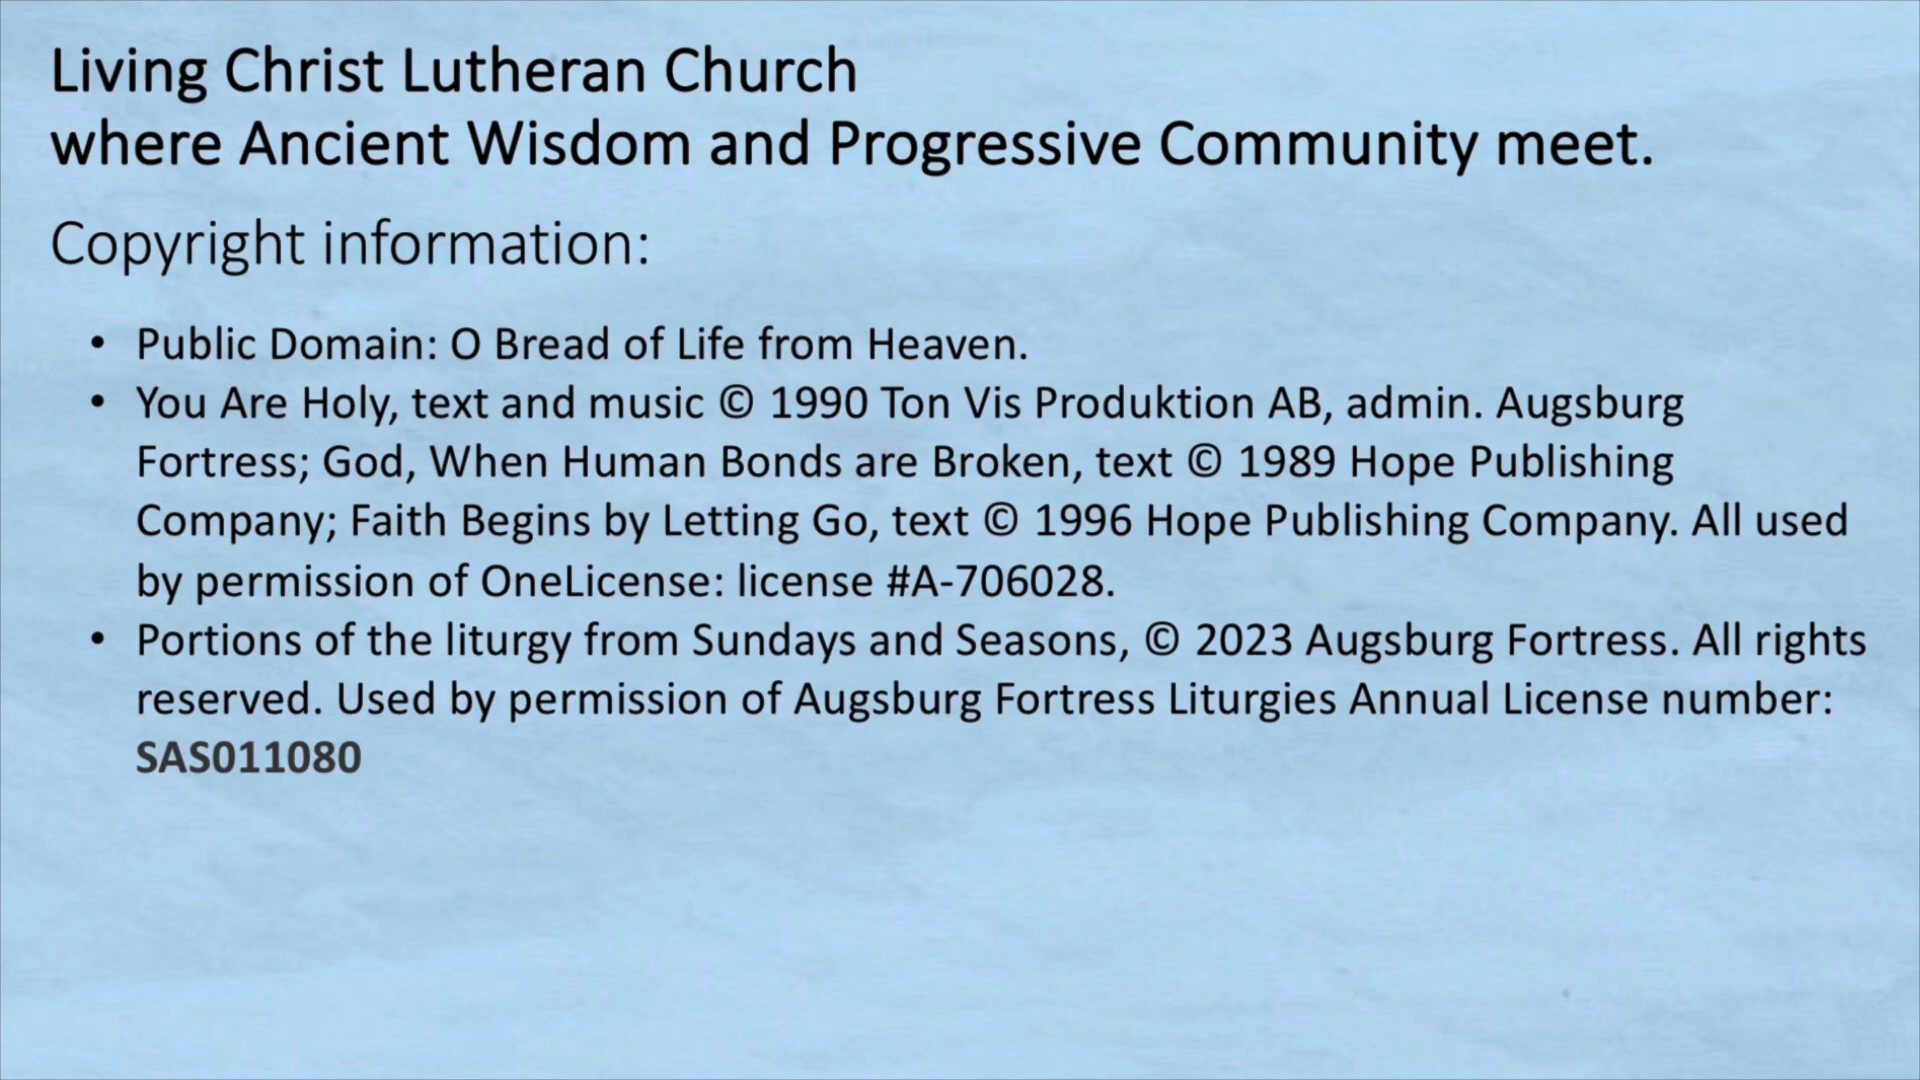 Living Christ Lutheran Church
where Ancient Wisdom and Progressive Community meet.
Copyright information:
• Public Domain: O Bread of Life from Heaven.
• You Are Holy, text and music © 1990 Ton Vis Produktion AB, admin. Augsburg
Fortress; God, When Human Bonds are Broken, text © 1989 Hope Publishing
Company; Faith Begins by Letting Go, text © 1996 Hope Publishing Company. All used
by permission of OneLicense: license #A-706028.
• Portions of the liturgy from Sundays and Seasons, © 2023 Augsburg Fortress. All rights
reserved. Used by permission of Augsburg Fortress Liturgies Annual License number:
SAS011080